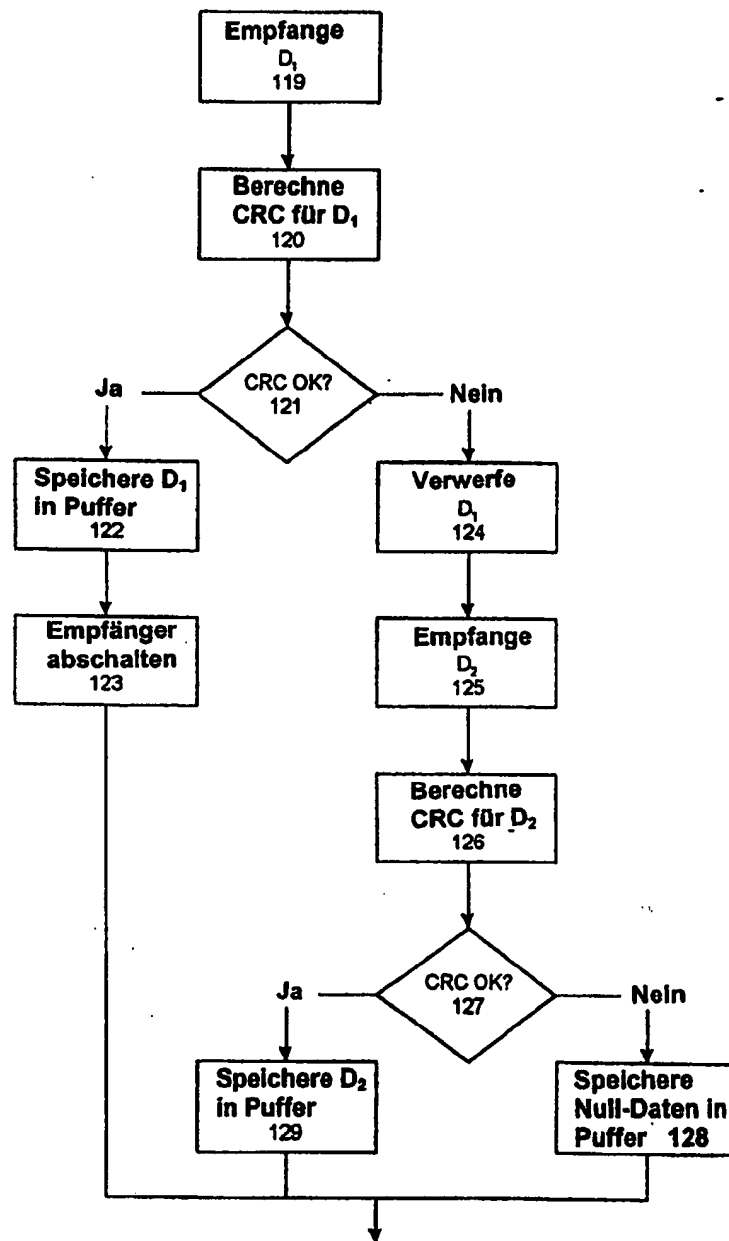 Empfange
D₁
119
Berechne
CRC für D₁
120
CRC OK?
121
Ja
Nein
Speichere D₁
in Puffer
122
Verwerfe
D₁
124
Empfänger
abschalten
123
Empfange
D₂
125
Berechne
CRC für D₂
126
CRC OK?
127
Ja
Nein
Speichere D₂
in Puffer
129
Speichere
Null-Daten in
Puffer 128